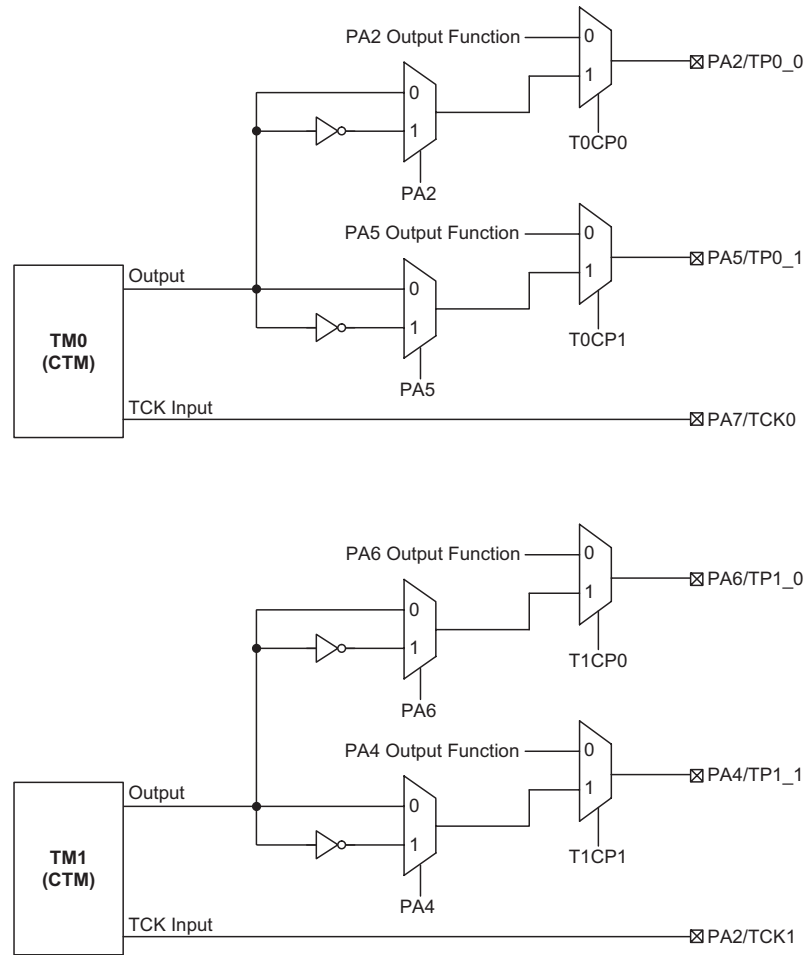 PA2 Output Function
0
1
PA2/TP0_0
T0CP0
0
1
PA2
PA5 Output Function
0
1
PA5/TP0_1
T0CP1
Output
0
1
PA5
TM0
(CTM)
TCK Input
PA7/TCK0
PA6 Output Function
0
1
PA6/TP1_0
T1CP0
0
1
PA6
PA4 Output Function
0
1
PA4/TP1_1
T1CP1
Output
0
1
PA4
TM1
(CTM)
TCK Input
PA2/TCK1